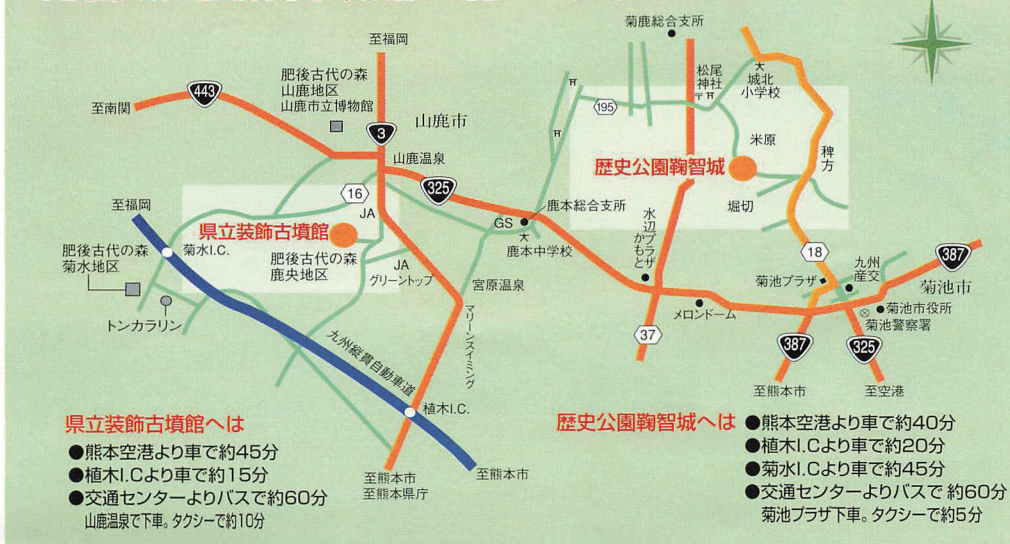 菊鹿総合支所
至福岡
肥後古代の森
山鹿地区
山鹿市立博物館
松尾
神社
城北
小学校
443
至南関
3
山鹿市
195
米原
稗方
山鹿温泉
歴史公園鞠智城
16
325
堀切
至福岡
JA
鹿本総合支所
GS
鹿本中学校
水辺プラザ
かもと
県立装飾古墳館
肥後古代の森
菊水地区
菊水I.C.
肥後古代の森
鹿央地区
JA
グリーントップ
宮原温泉
18
九州
産交
387
菊池プラザ
菊池市
トンカラリン
マリーンスイミング
メロンドーム
菊池市役所
菊池警察署
九州縦貫自動車道
37
387
325
至熊本市
至空港
植木I.C.
至熊本市
至熊本県庁
至熊本市
県立装飾古墳館へは
●熊本空港より車で約45分
●植木I.Cより車で約15分
●交通センターよりバスで約60分
山鹿温泉で下車。タクシーで約10分
歴史公園鞠智城へは
●熊本空港より車で約40分
●植木I.Cより車で約20分
●菊水I.Cより車で約45分
●交通センターよりバスで 約60分
菊池プラザ下車。タクシーで約5分